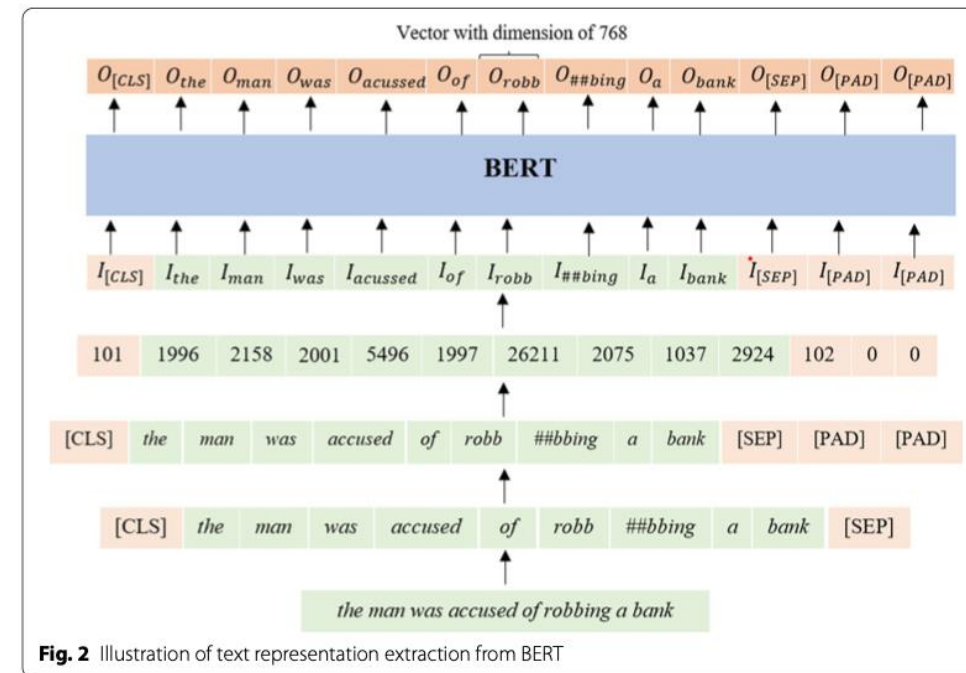 Vector with dimension of 768
O[CLS] Othe Oman Owas Oacussed Oof Orobb O##bing Oa Obank O[SEP] O[PAD] O[PAD]
BERT
I[CLS] Ithe Iman Iwas Iacussed Iof Irobb I##bing Ia Ibank I[SEP] I[PAD] I[PAD]
101 1996 2158 2001 5496 1997 26211 2075 1037 2924 102 0 0
[CLS] the man was accused of robb ##bbing a bank [SEP] [PAD] [PAD]
[CLS] the man was accused of robb ##bbing a bank [SEP]
the man was accused of robbing a bank
Fig. 2 Illustration of text representation extraction from BERT